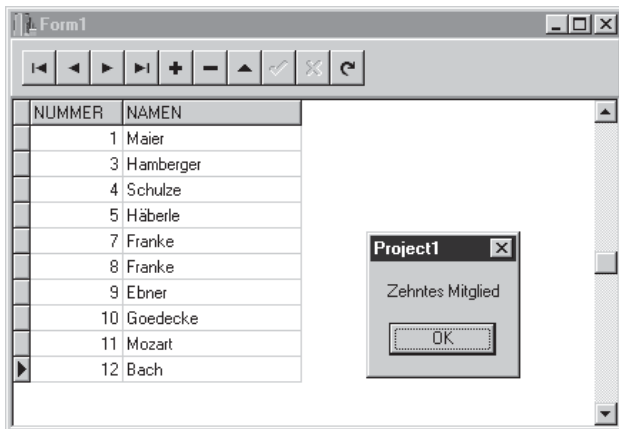 Form1
NUMMER NAMEN
1 Maier
3 Hamberger
4 Schulze
5 Häberle
7 Franke
8 Franke
9 Ebner
10 Goedecke
11 Mozart
12 Bach
Project1
Zehntes Mitglied
OK